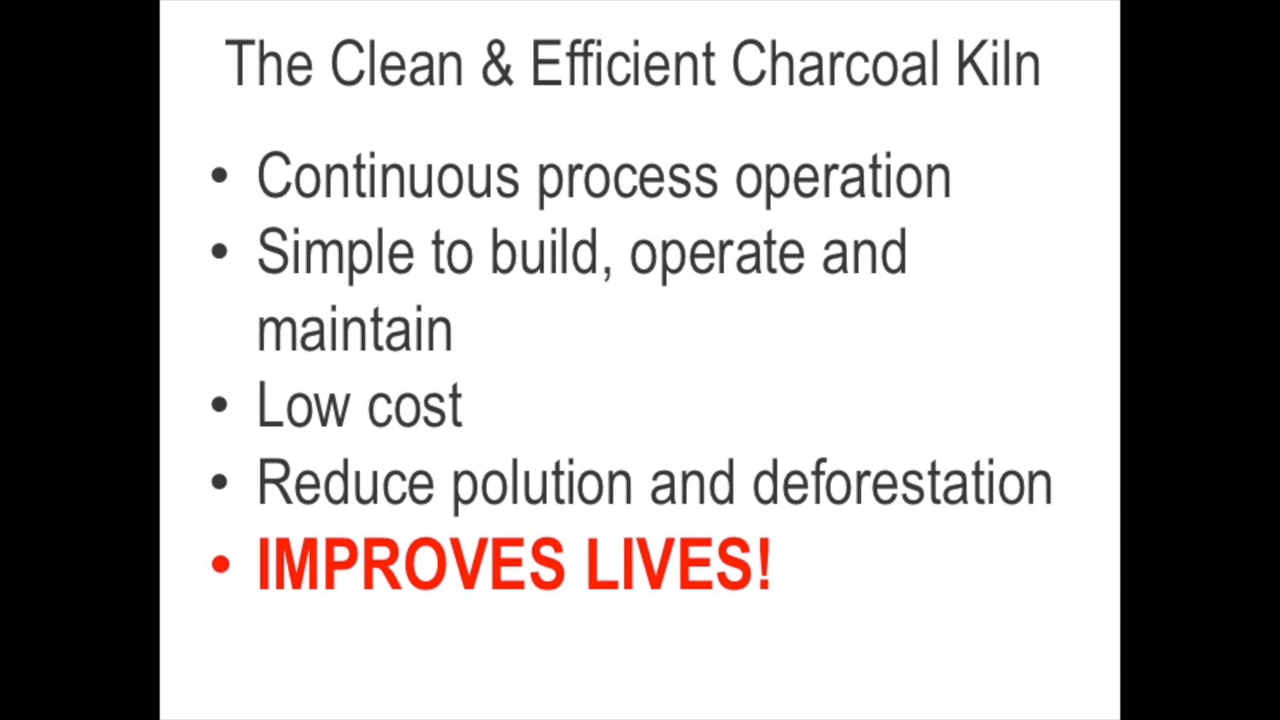 The Clean & Efficient Charcoal Kiln
• Continuous process operation
• Simple to build, operate and
maintain
• Low cost
• Reduce polution and deforestation
• IMPROVES LIVES!